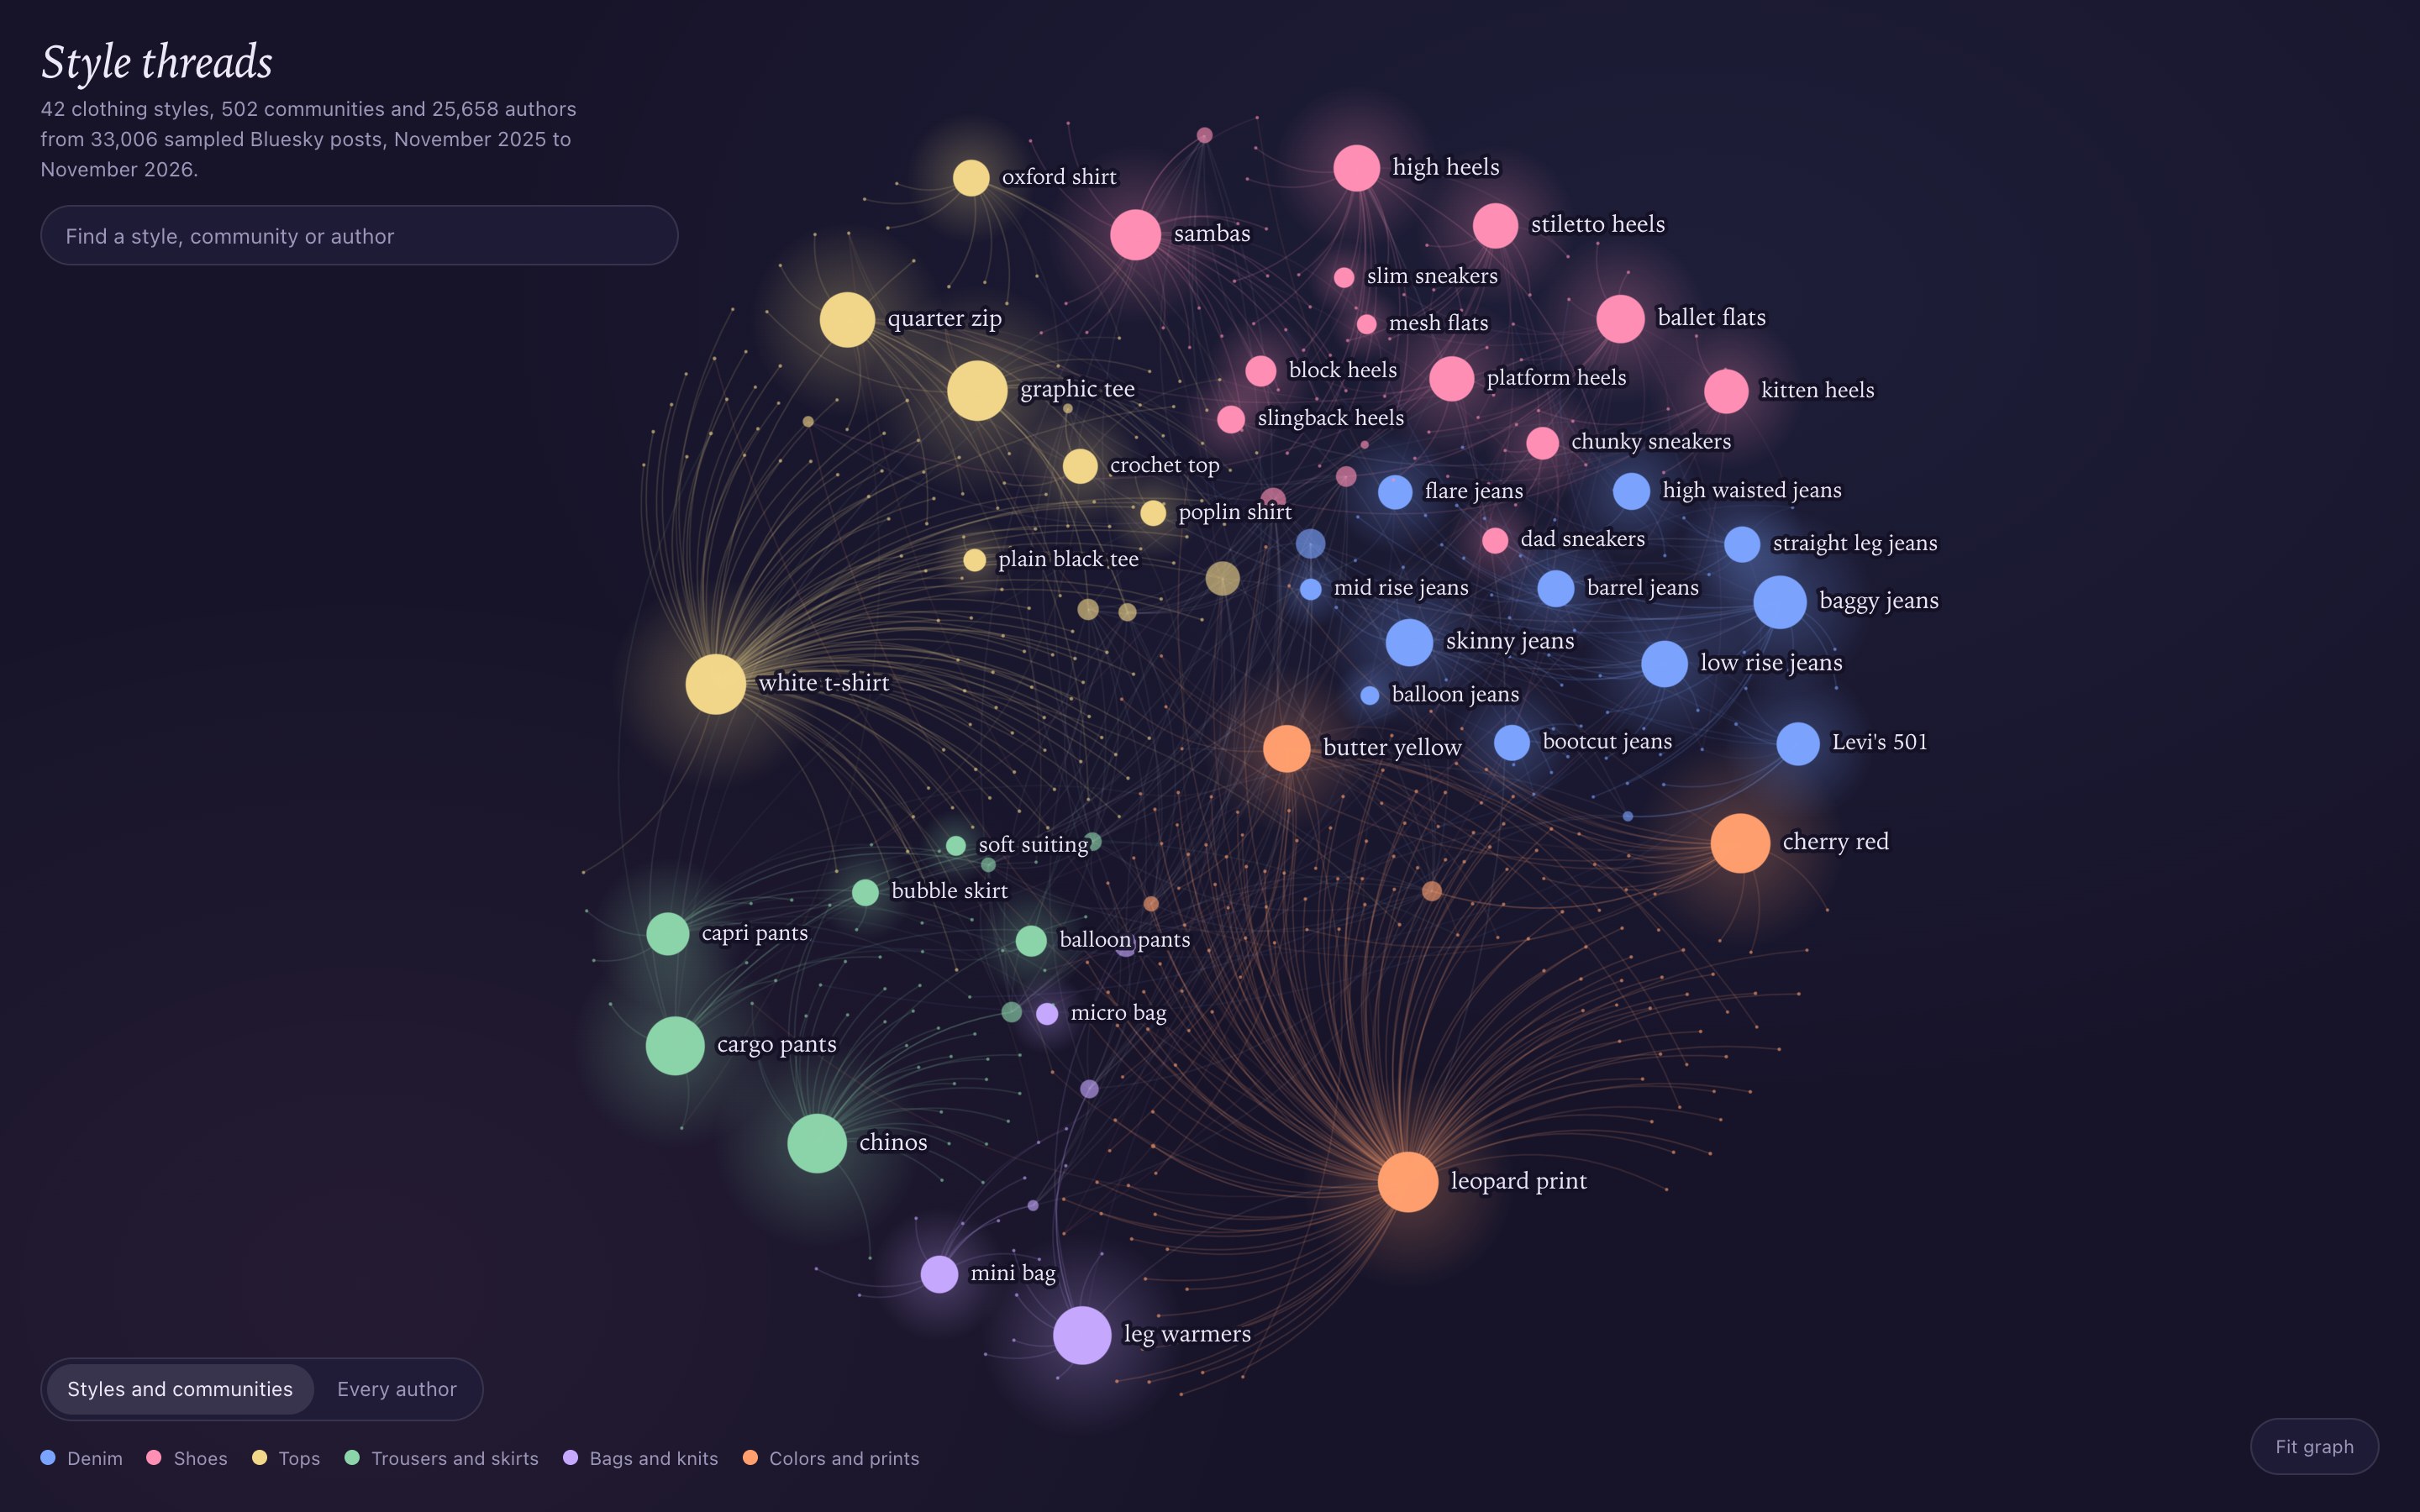 Style threads
42 clothing styles, 502 communities and 25,658 authors
from 33,006 sampled Bluesky posts, November 2025 to
November 2026.
Find a style, community or author
oxford shirt
high heels
sambas
stiletto heels
slim sneakers
quarter zip
mesh flats
ballet flats
graphic tee
block heels
platform heels
kitten heels
slingback heels
chunky sneakers
crochet top
flare jeans
high waisted jeans
poplin shirt
dad sneakers
straight leg jeans
plain black tee
mid rise jeans
barrel jeans
baggy jeans
skinny jeans
low rise jeans
white t-shirt
balloon jeans
butter yellow
bootcut jeans
Levi's 501
soft suiting
cherry red
bubble skirt
capri pants
balloon pants
micro bag
cargo pants
chinos
leopard print
mini bag
leg warmers
Styles and communities
Every author
Denim
Shoes
Tops
Trousers and skirts
Bags and knits
Colors and prints
Fit graph